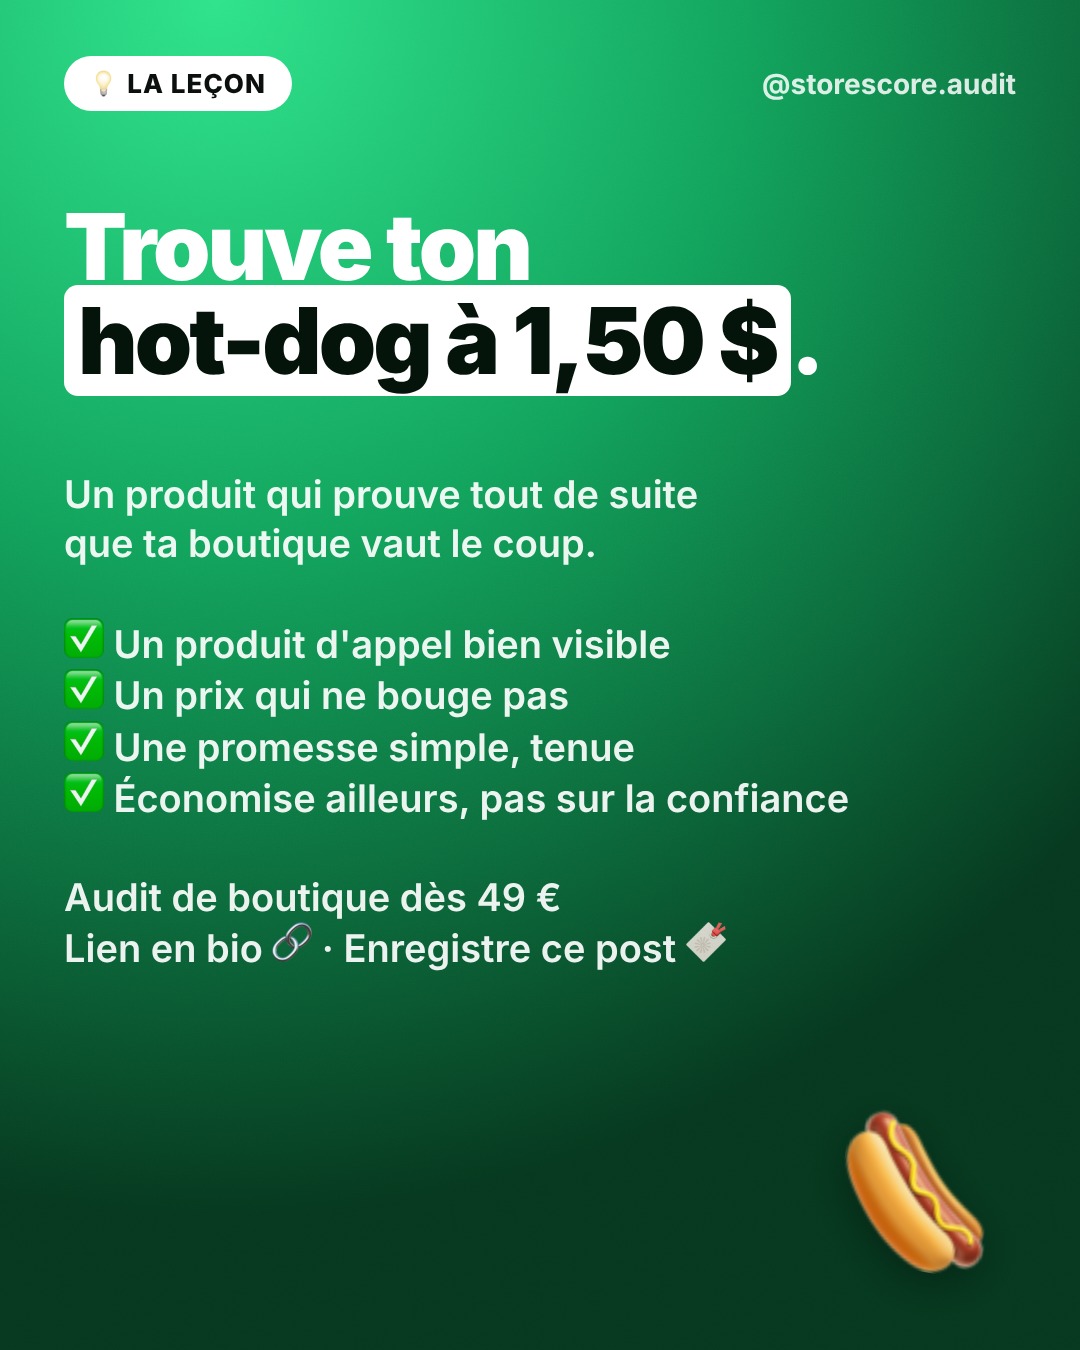 💡 LA LEÇON
@storescore.audit
Trouve ton
hot-dog à 1,50 $.
Un produit qui prouve tout de suite
que ta boutique vaut le coup.
✅ Un produit d'appel bien visible
✅ Un prix qui ne bouge pas
✅ Une promesse simple, tenue
✅ Économise ailleurs, pas sur la confiance
Audit de boutique dès 49 €
Lien en bio 🔗 · Enregistre ce post 🔖